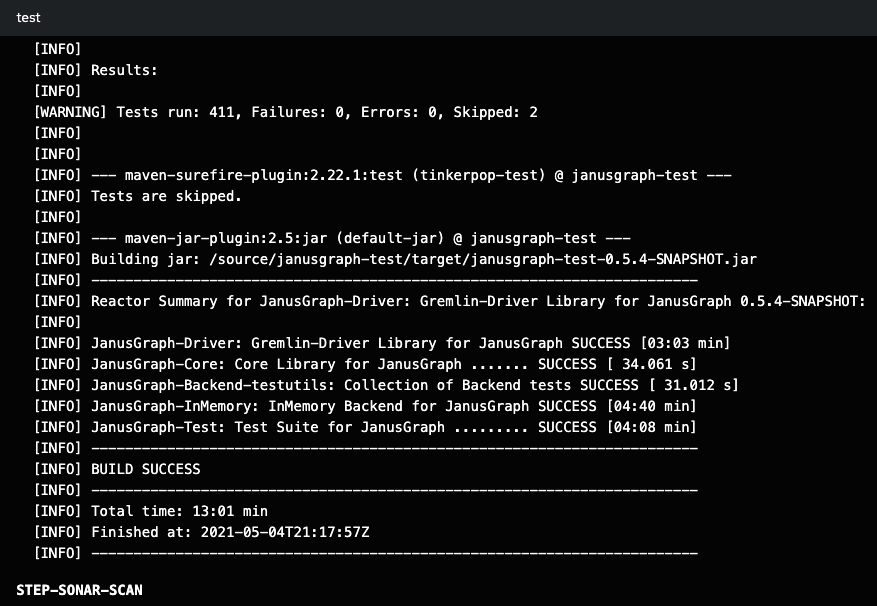 test
[INFO]
[INFO] Results:
[INFO]
[WARNING] Tests run: 411, Failures: 0, Errors: 0, Skipped: 2
[INFO]
[INFO]
[INFO] --- maven-surefire-plugin:2.22.1:test (tinkerpop-test) @ janusgraph-test ---
[INFO] Tests are skipped.
[INFO]
[INFO] --- maven-jar-plugin:2.5:jar (default-jar) @ janusgraph-test ---
[INFO] Building jar: /source/janusgraph-test/target/janusgraph-test-0.5.4-SNAPSHOT.jar
[INFO] ------------------------------------------------------------------------
[INFO] Reactor Summary for JanusGraph-Driver: Gremlin-Driver Library for JanusGraph 0.5.4-SNAPSHOT:
[INFO]
[INFO] JanusGraph-Driver: Gremlin-Driver Library for JanusGraph SUCCESS [03:03 min]
[INFO] JanusGraph-Core: Core Library for JanusGraph ....... SUCCESS [ 34.061 s]
[INFO] JanusGraph-Backend-testutils: Collection of Backend tests SUCCESS [ 31.012 s]
[INFO] JanusGraph-InMemory: InMemory Backend for JanusGraph SUCCESS [04:40 min]
[INFO] JanusGraph-Test: Test Suite for JanusGraph ......... SUCCESS [04:08 min]
[INFO] ------------------------------------------------------------------------
[INFO] BUILD SUCCESS
[INFO] ------------------------------------------------------------------------
[INFO] Total time: 13:01 min
[INFO] Finished at: 2021-05-04T21:17:57Z
[INFO] ------------------------------------------------------------------------
STEP-SONAR-SCAN